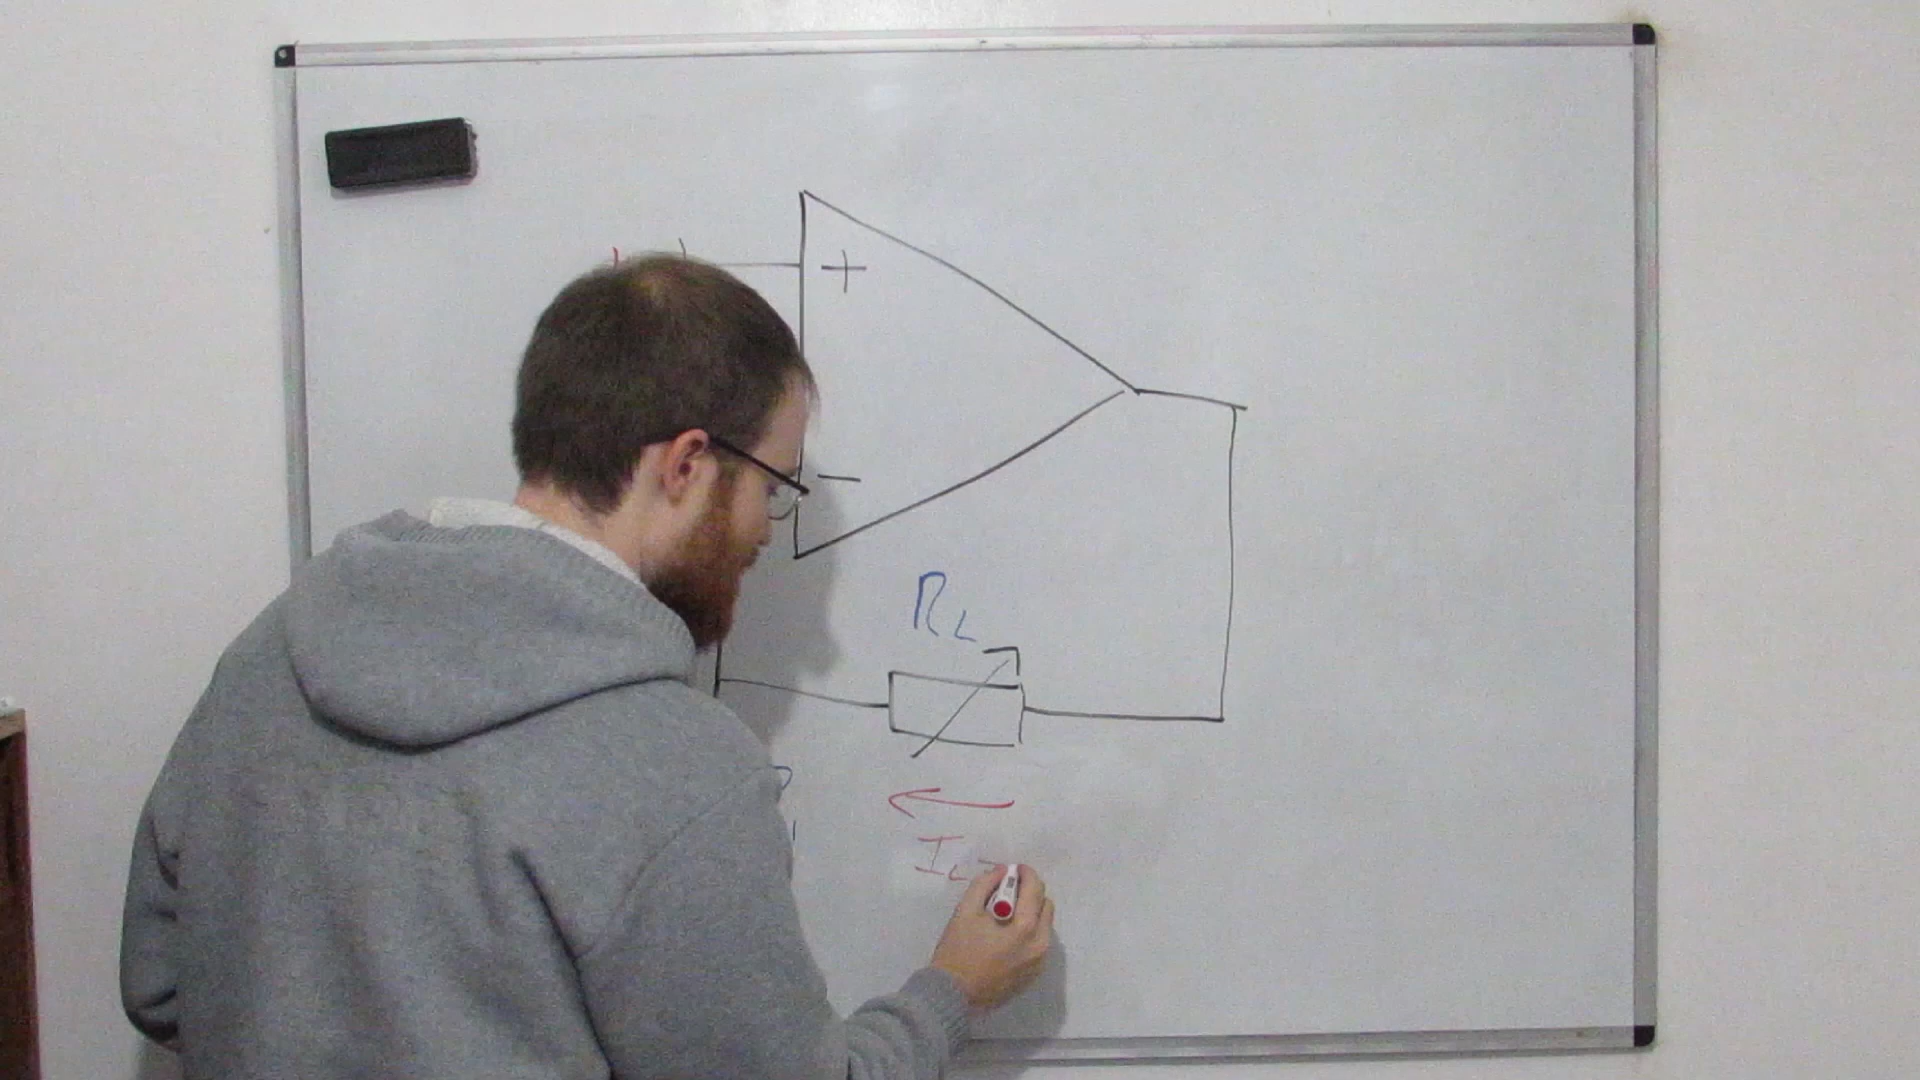 +
−
RL
IL =